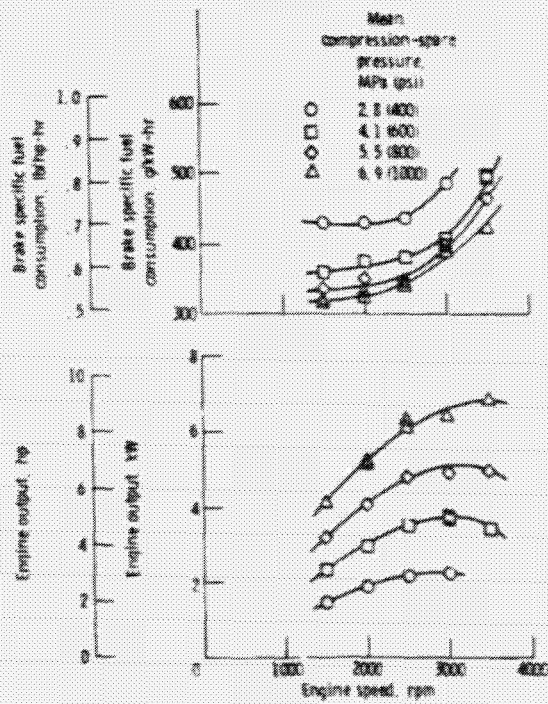 Mean
compression-space
pressure,
MPa (psi)
2.8 (400)
4.1 (600)
5.5 (800)
6.9 (1000)
Brake specific fuel
consumption, lb/hp-hr
1.0
.9
.8
.7
.6
.5
Brake specific fuel
consumption, g/kW-hr
600
500
400
300
Engine output, hp
10
8
6
4
2
0
Engine output, kW
8
6
4
2
0
1000
2000
3000
4000
Engine speed, rpm